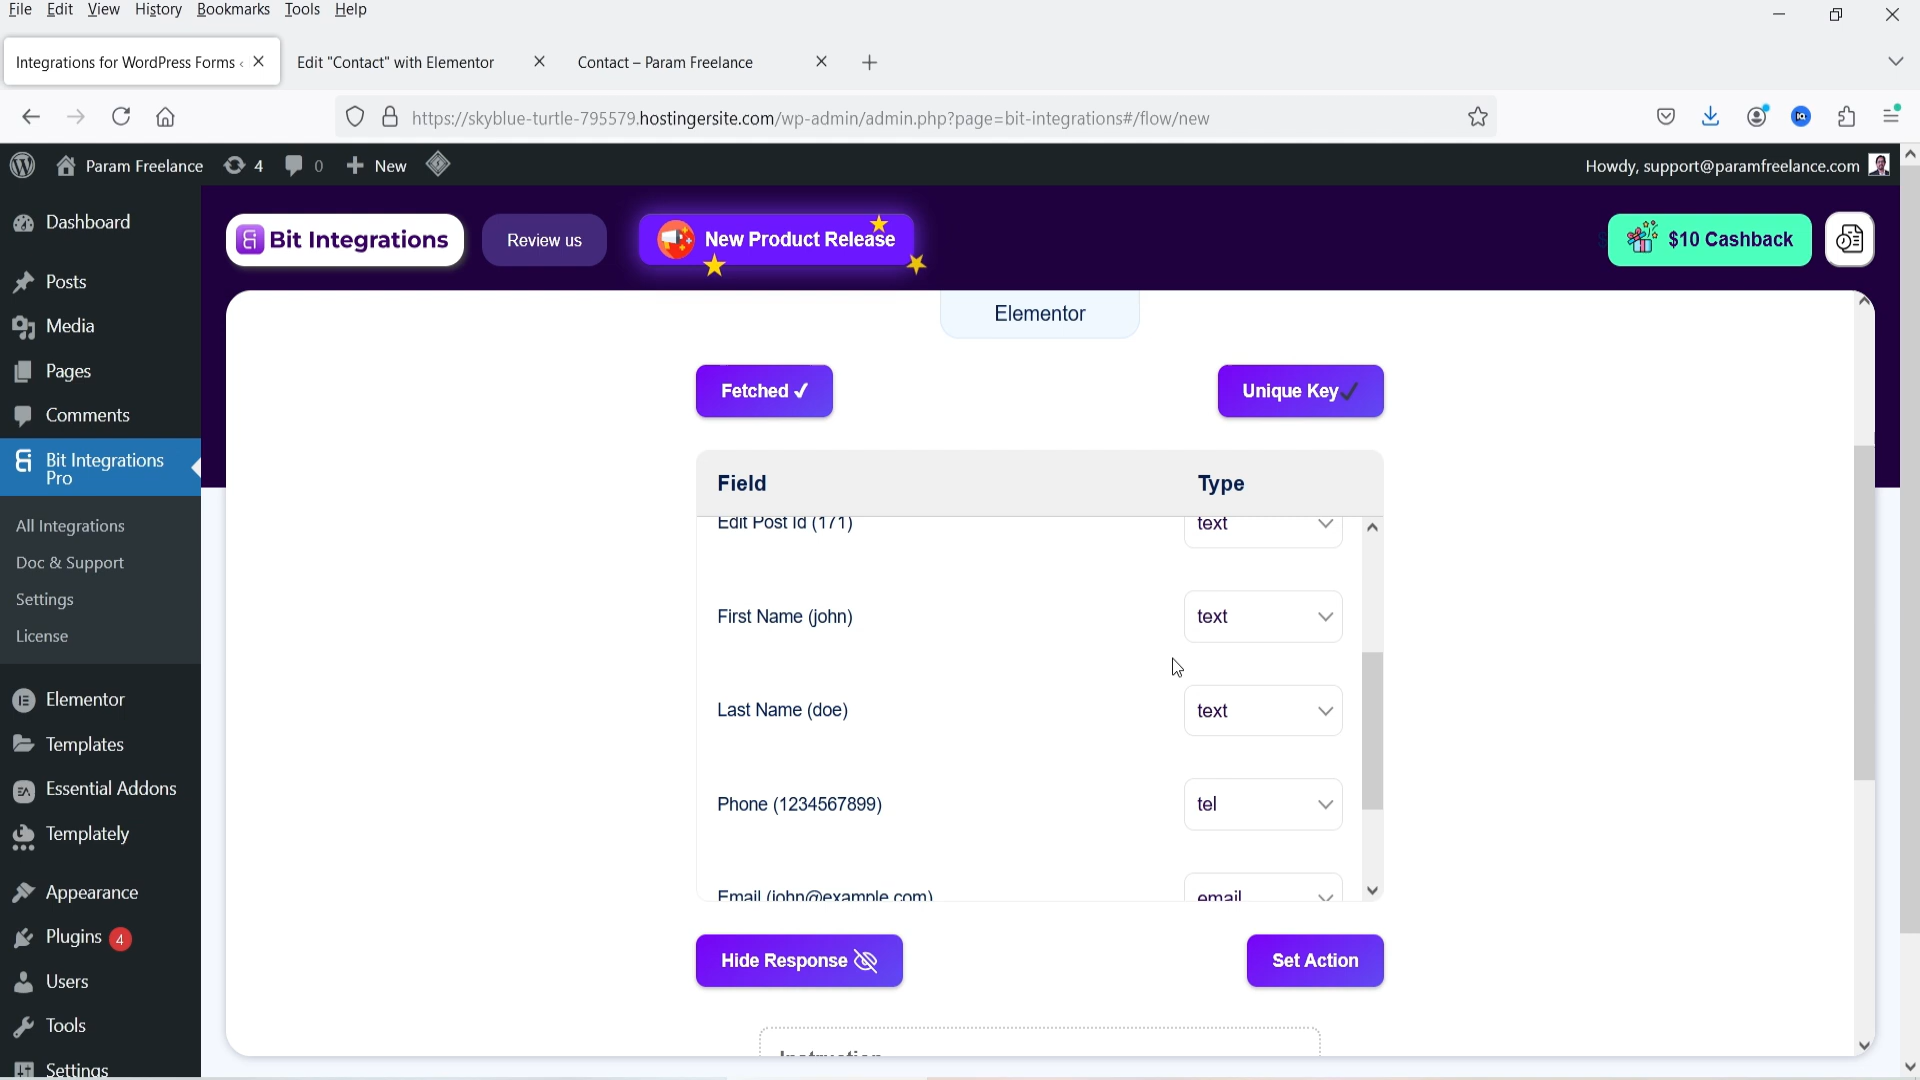 File Edit View History Bookmarks Tools Help
Integrations for WordPress Forms ‹
Edit "Contact" with Elementor
Contact – Param Freelance
https://skyblue-turtle-795579.hostingersite.com/wp-admin/admin.php?page=bit-integrations#/flow/new
Param Freelance 4 0 New
Howdy, support@paramfreelance.com
Dashboard
Posts
Media
Pages
Comments
Bit Integrations
Pro
All Integrations
Doc & Support
Settings
License
Elementor
Templates
Essential Addons
Templately
Appearance
Plugins 4
Users
Tools
Settings
Bit Integrations
Review us
New Product Release
$10 Cashback
Elementor
Fetched ✓
Unique Key ✓
Field Type
Edit Post Id (171) text
First Name (john) text
Last Name (doe) text
Phone (1234567899) tel
Email (john@example.com) email
Hide Response
Set Action
Instruction